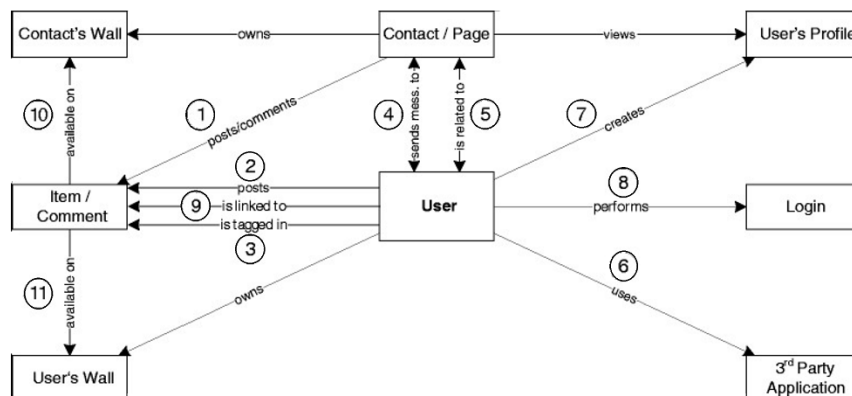 Contact's Wall
owns
Contact / Page
views
User's Profile
10
available on
1
posts/comments
4
sends mess. to
is related to
5
7
creates
2
posts
Item /
Comment
9
is linked to
is tagged in
3
User
8
performs
Login
11
available on
owns
6
uses
User's Wall
3rd Party
Application